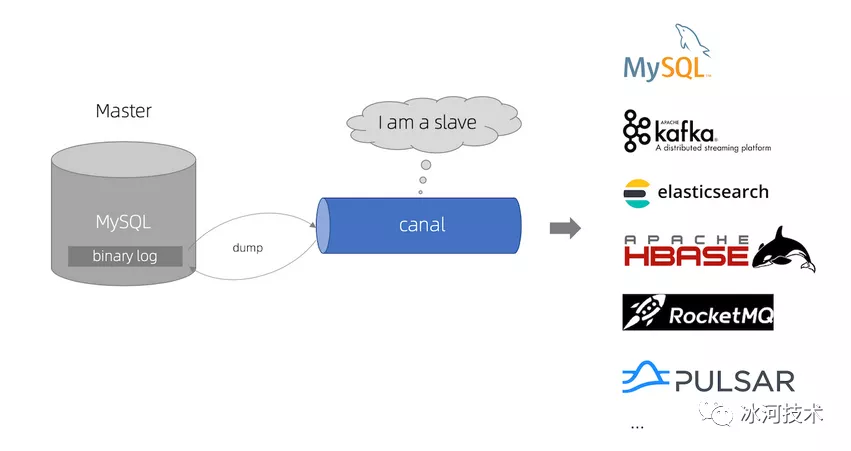 Master
MySQL
binary log
dump
I am a slave
canal
MySQL™
APACHE
kafka®
A distributed streaming platform
elasticsearch
APACHE
HBASE
RocketMQ
PULSAR
冰河技术
...